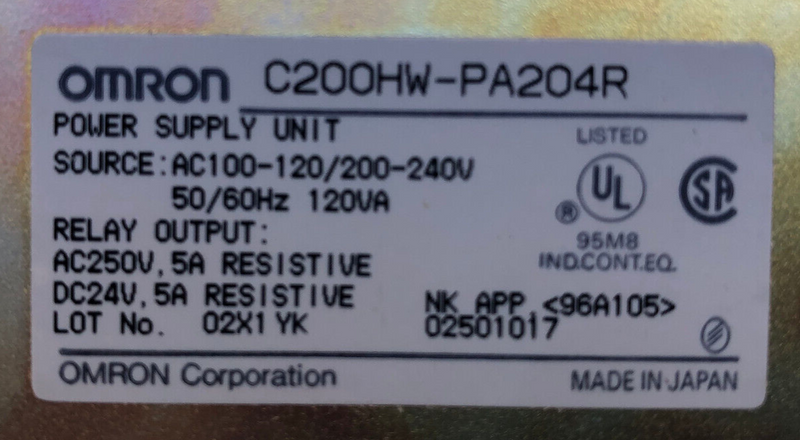 OMRON C200HW-PA204R
POWER SUPPLY UNIT
LISTED
SOURCE:AC100-120/200-240V
50/60Hz 120VA
UL
®
SA
RELAY OUTPUT:
95M8
AC250V,5A RESISTIVE
IND.CONT.EQ.
DC24V,5A RESISTIVE
NK APP.<96A105>
LOT No. 02X1 YK
02501017
OMRON Corporation
MADE IN JAPAN